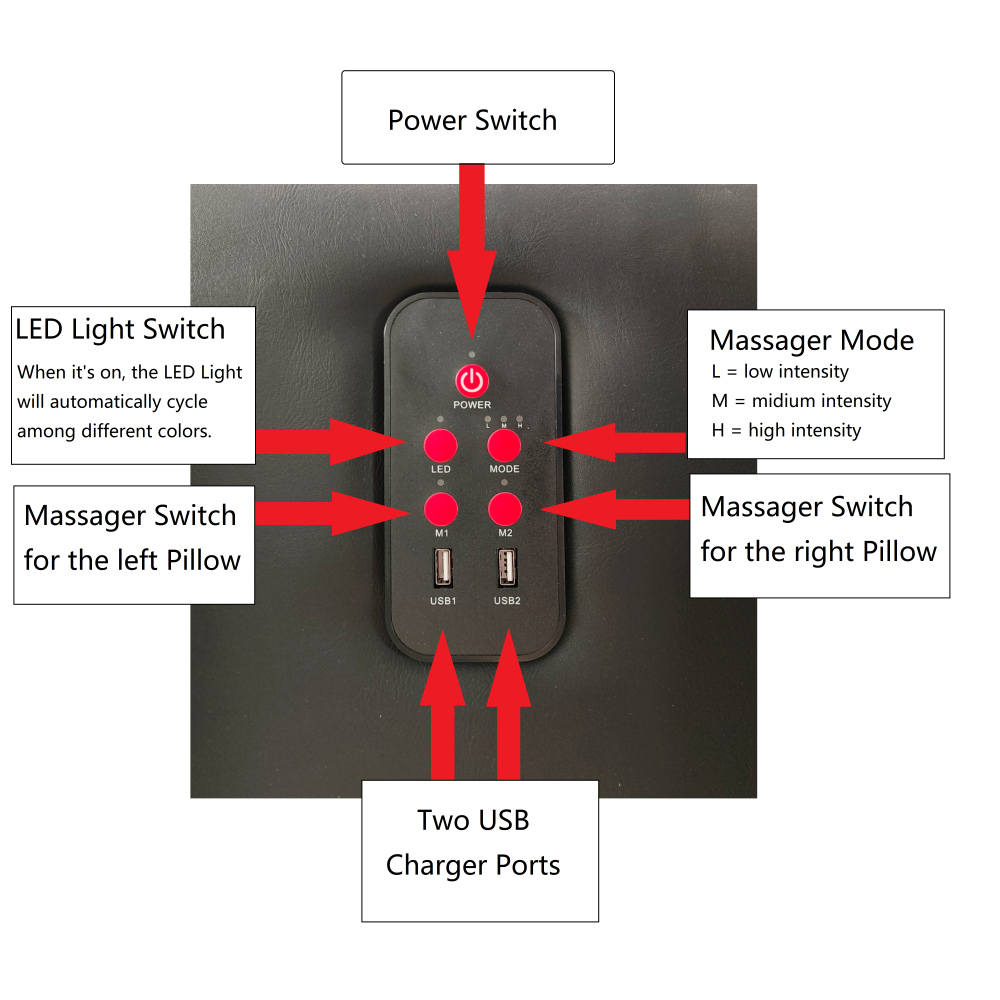 Power Switch
LED Light Switch
When it's on, the LED Light
will automatically cycle
among different colors.
Massager Mode
L = low intensity
M = midium intensity
H = high intensity
POWER
L M H
LED MODE
Massager Switch
for the left Pillow
Massager Switch
for the right Pillow
M1 M2
USB1 USB2
Two USB
Charger Ports